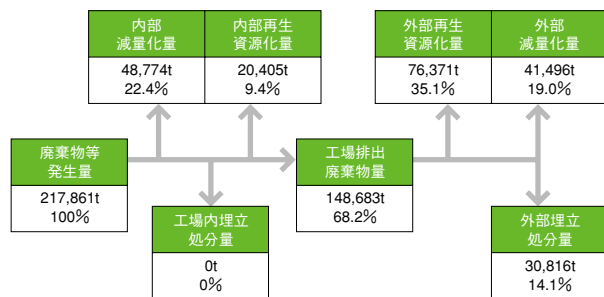 内部
減量化量
48,774t
22.4%
内部再生
資源化量
20,405t
9.4%
外部再生
資源化量
76,371t
35.1%
外部
減量化量
41,496t
19.0%
廃棄物等
発生量
217,861t
100%
工場排出
廃棄物量
148,683t
68.2%
工場内埋立
処分量
0t
0%
外部埋立
処分量
30,816t
14.1%